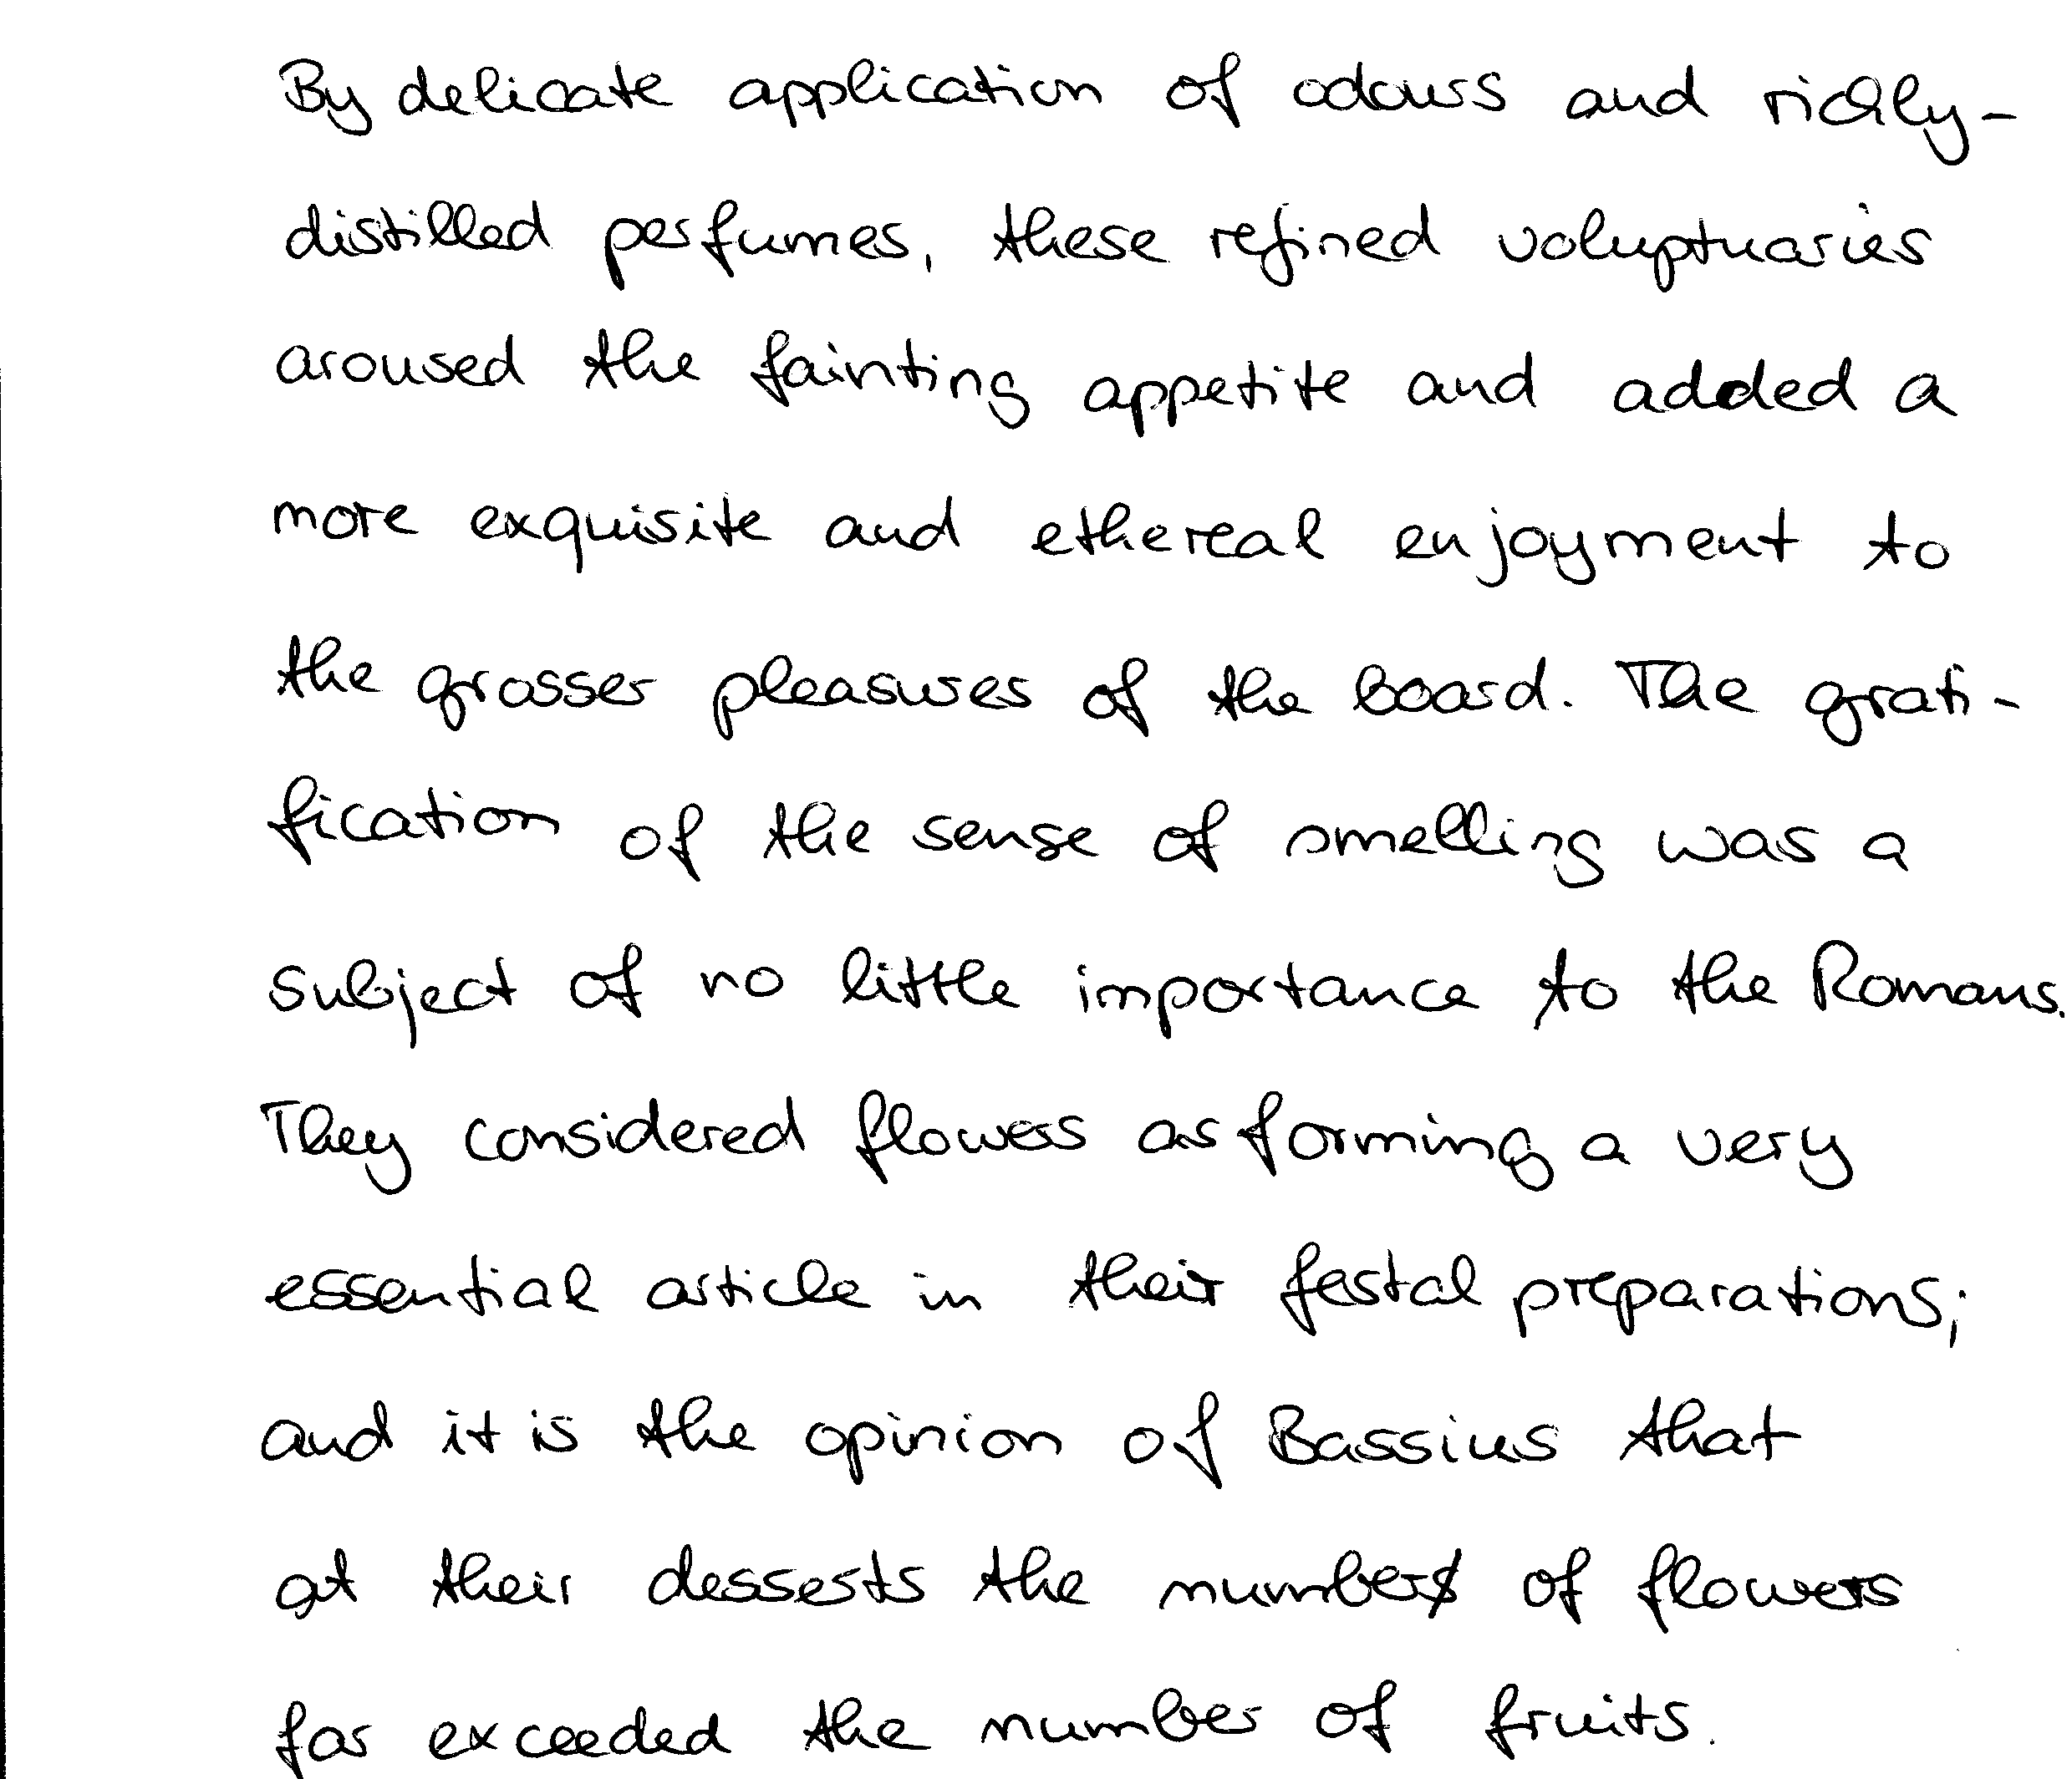 By delicate application of odours and richly-
distilled perfumes, these refined voluptuaries
aroused the fainting appetite and added a
more exquisite and ethereal enjoyment to
the grosser pleasures of the board. The grati-
fication of the sense of smelling was a
subject of no little importance to the Romans.
They considered flowers as forming a very
essential article in their festal preparations;
and it is the opinion of Bassius that
at their desserts the number of flowers
far exceeded the number of fruits.